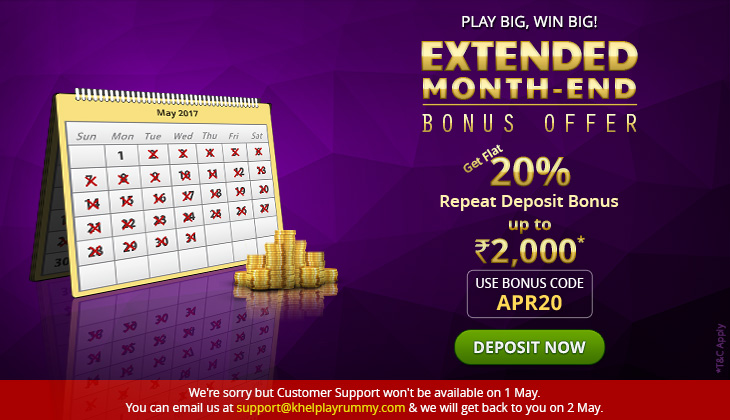 PLAY BIG, WIN BIG!
EXTENDED
MONTH-END
BONUS OFFER
Get Flat
20%
Repeat Deposit Bonus
up to
₹2,000*
USE BONUS CODE
APR20
DEPOSIT NOW
*T&C Apply
May 2017
Sun Mon Tue Wed Thu Fri Sat
1 2 3 4 5 6
7 8 9 10 11 12 13
14 15 16 17 18 19 20
21 22 23 24 25 26 27
28 29 30 31
We're sorry but Customer Support won't be available on 1 May.
You can email us at support@khelplayrummy.com & we will get back to you on 2 May.